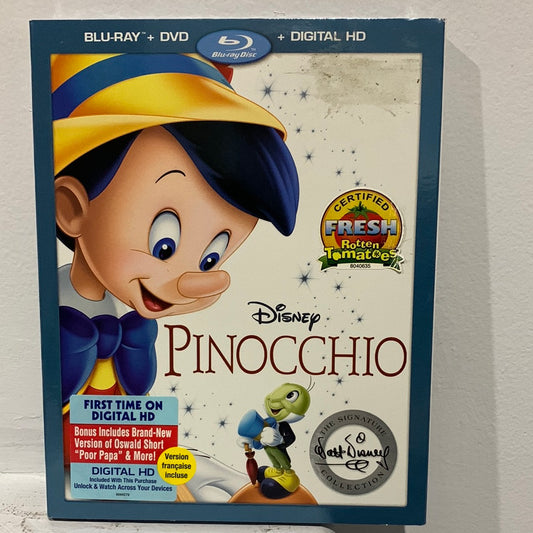 BLU-RAY™ + DVD
Blu-ray Disc
+ DIGITAL HD
CERTIFIED
FRESH
Rotten
Tomatoes
8040635
Disney
PINOCCHIO
FIRST TIME ON
DIGITAL HD
Bonus Includes Brand-New
Version of Oswald Short
"Poor Papa" & More!
Version
française
incluse
DIGITAL HD
Included With This Purchase
Unlock & Watch Across Your Devices
THE SIGNATURE
Walt Disney
COLLECTION